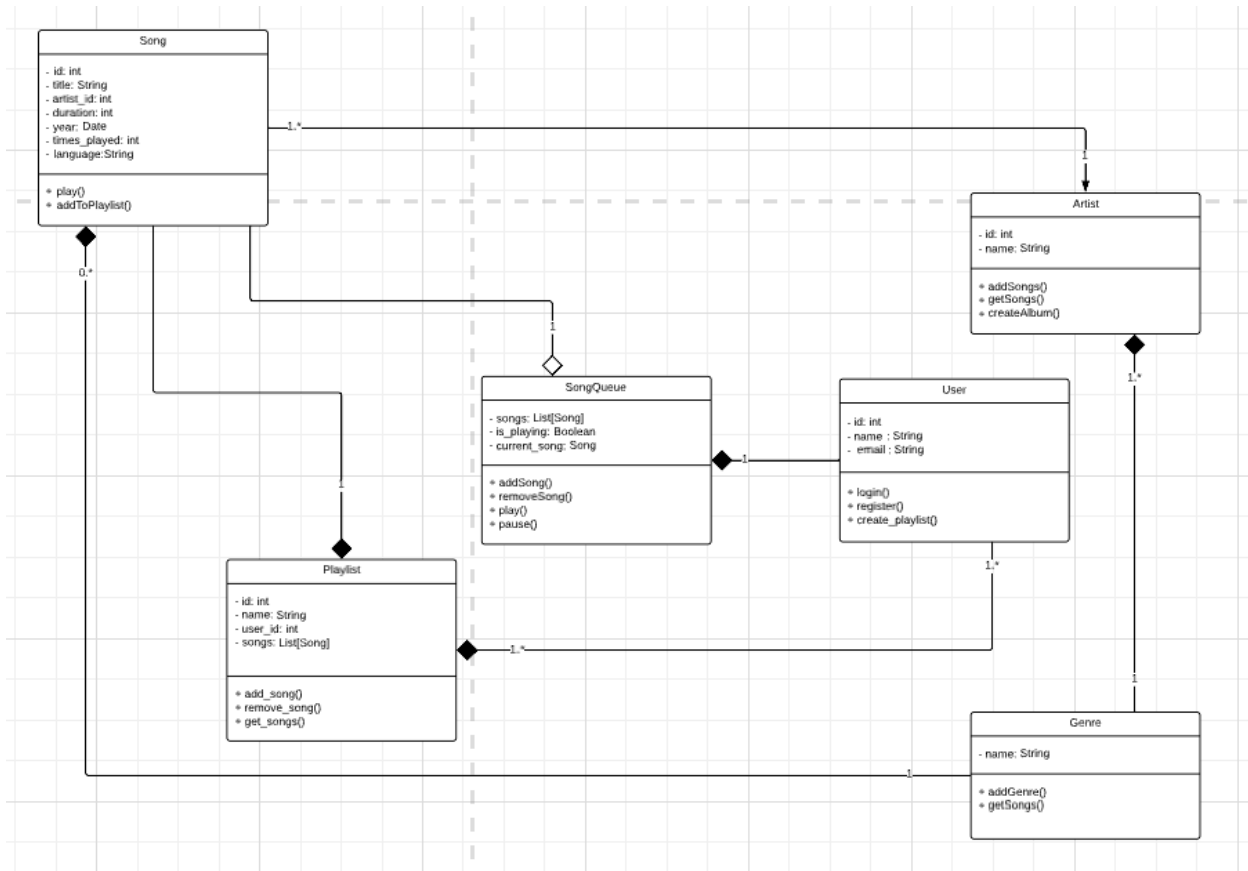 Song
- id: int
- title: String
- artist_id: int
- duration: int
- year: Date
- times_played: int
- language:String
+ play()
+ addToPlaylist()
1.*
1
Artist
- id: int
- name: String
+ addSongs()
+ getSongs()
+ createAlbum()
0.*
1
1.*
SongQueue
- songs: List[Song]
- is_playing: Boolean
- current_song: Song
+ addSong()
+ removeSong()
+ play()
+ pause()
1
User
- id: int
- name : String
- email : String
+ login()
+ register()
+ create_playlist()
1
1.*
Playlist
- id: int
- name: String
- user_id: int
- songs: List[Song]
+ add_song()
+ remove_song()
+ get_songs()
1.*
1
Genre
- name: String
+ addGenre()
+ getSongs()
1